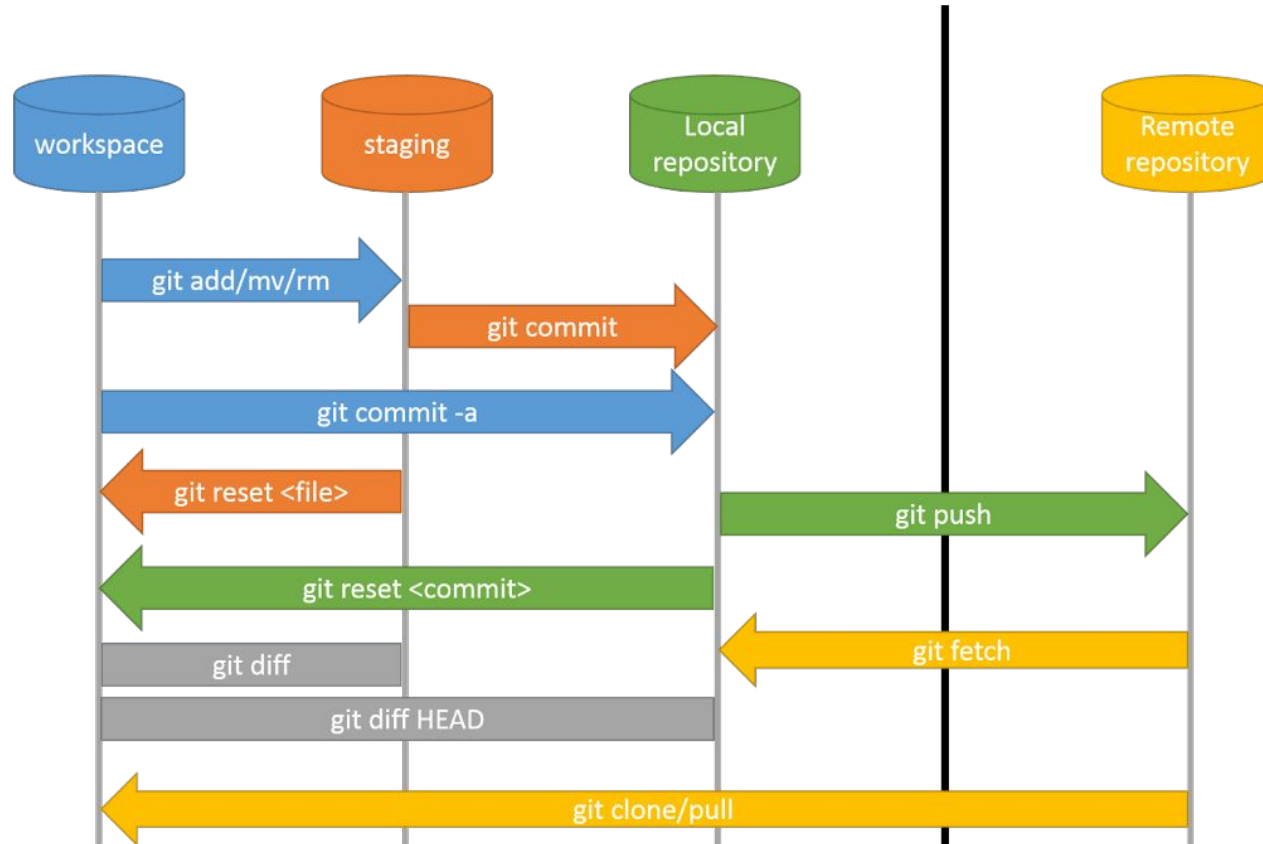 workspace
staging
Local
repository
Remote
repository
git add/mv/rm
git commit
git commit -a
git reset <file>
git push
git reset <commit>
git fetch
git diff
git diff HEAD
git clone/pull